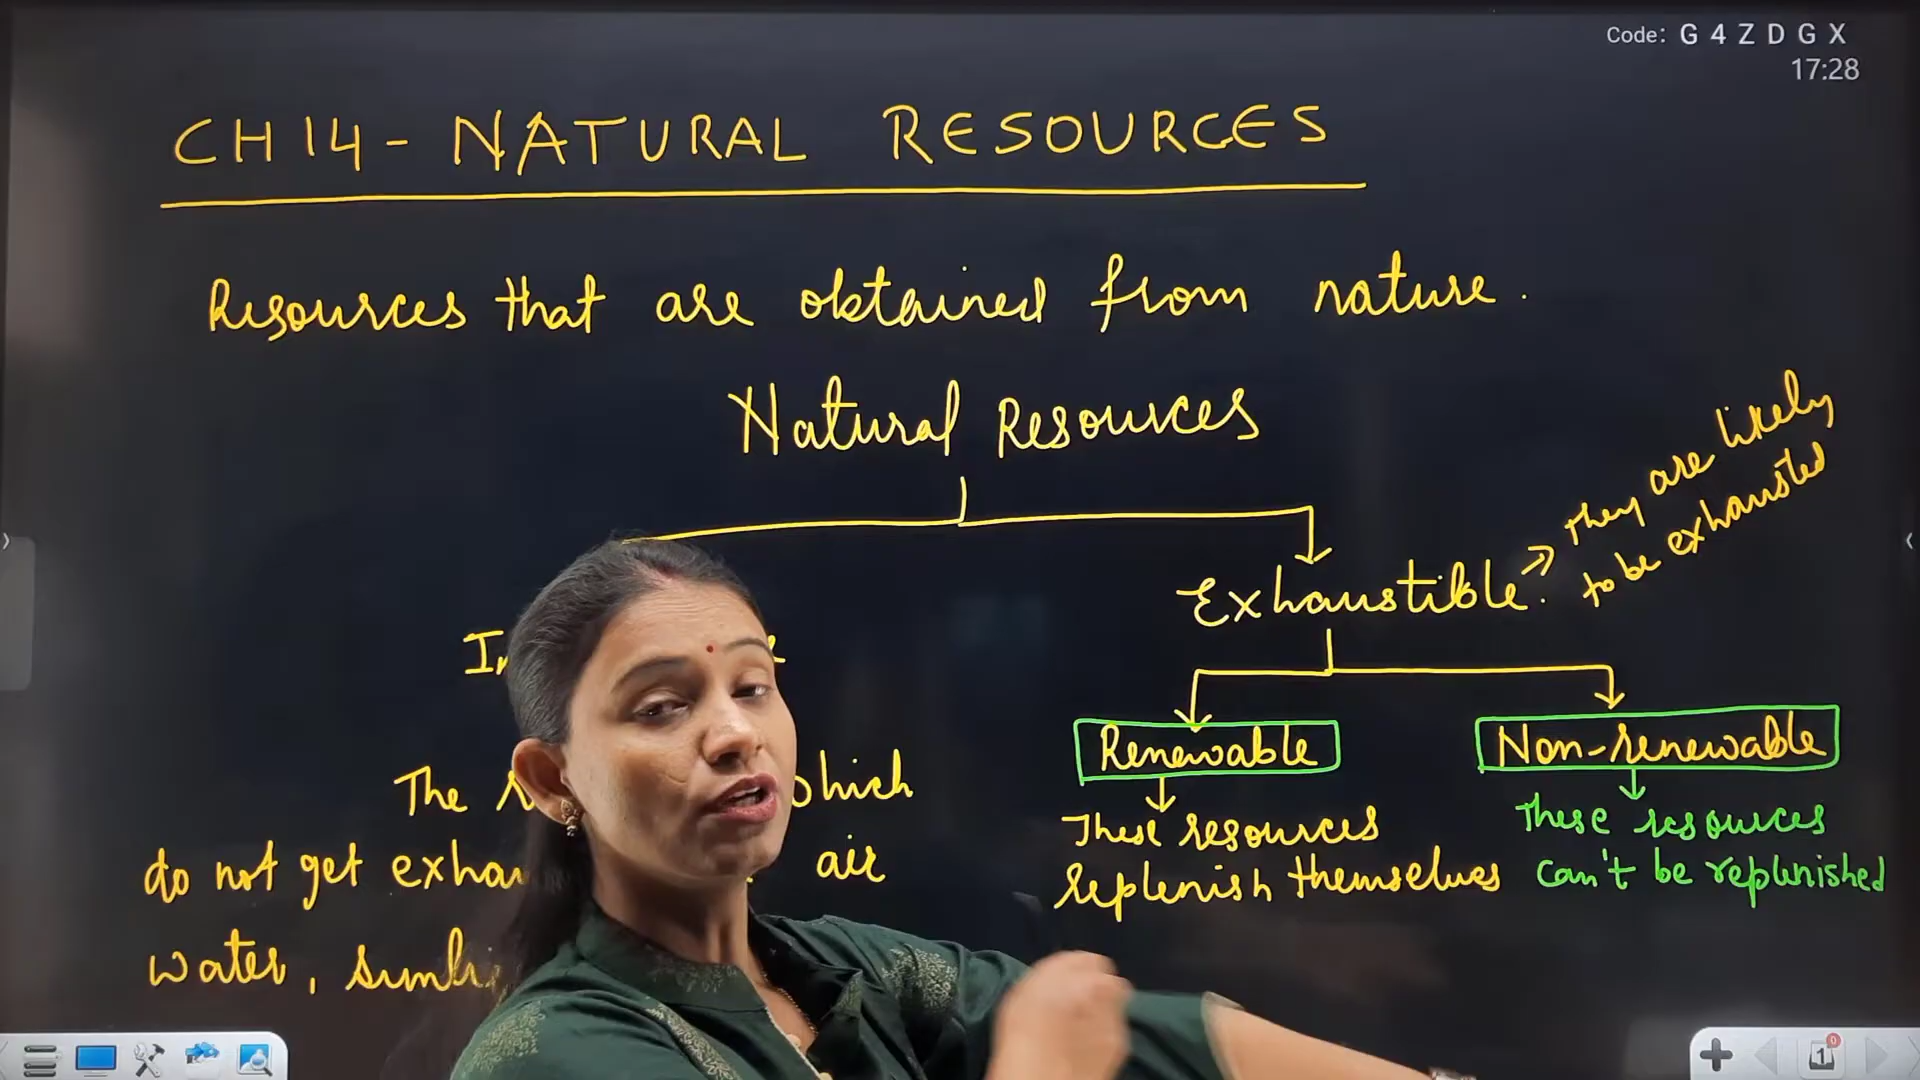 Code: G 4 Z D G X
17:28
CH 14 - NATURAL RESOURCES
Resources that are obtained from nature.
Natural Resources
Exhaustible. → They are likely
to be exhausted
Renewable
Non-renewable
The which
do not get air
water,
These resources
replenish themselves
These resources
can't be replenished
1